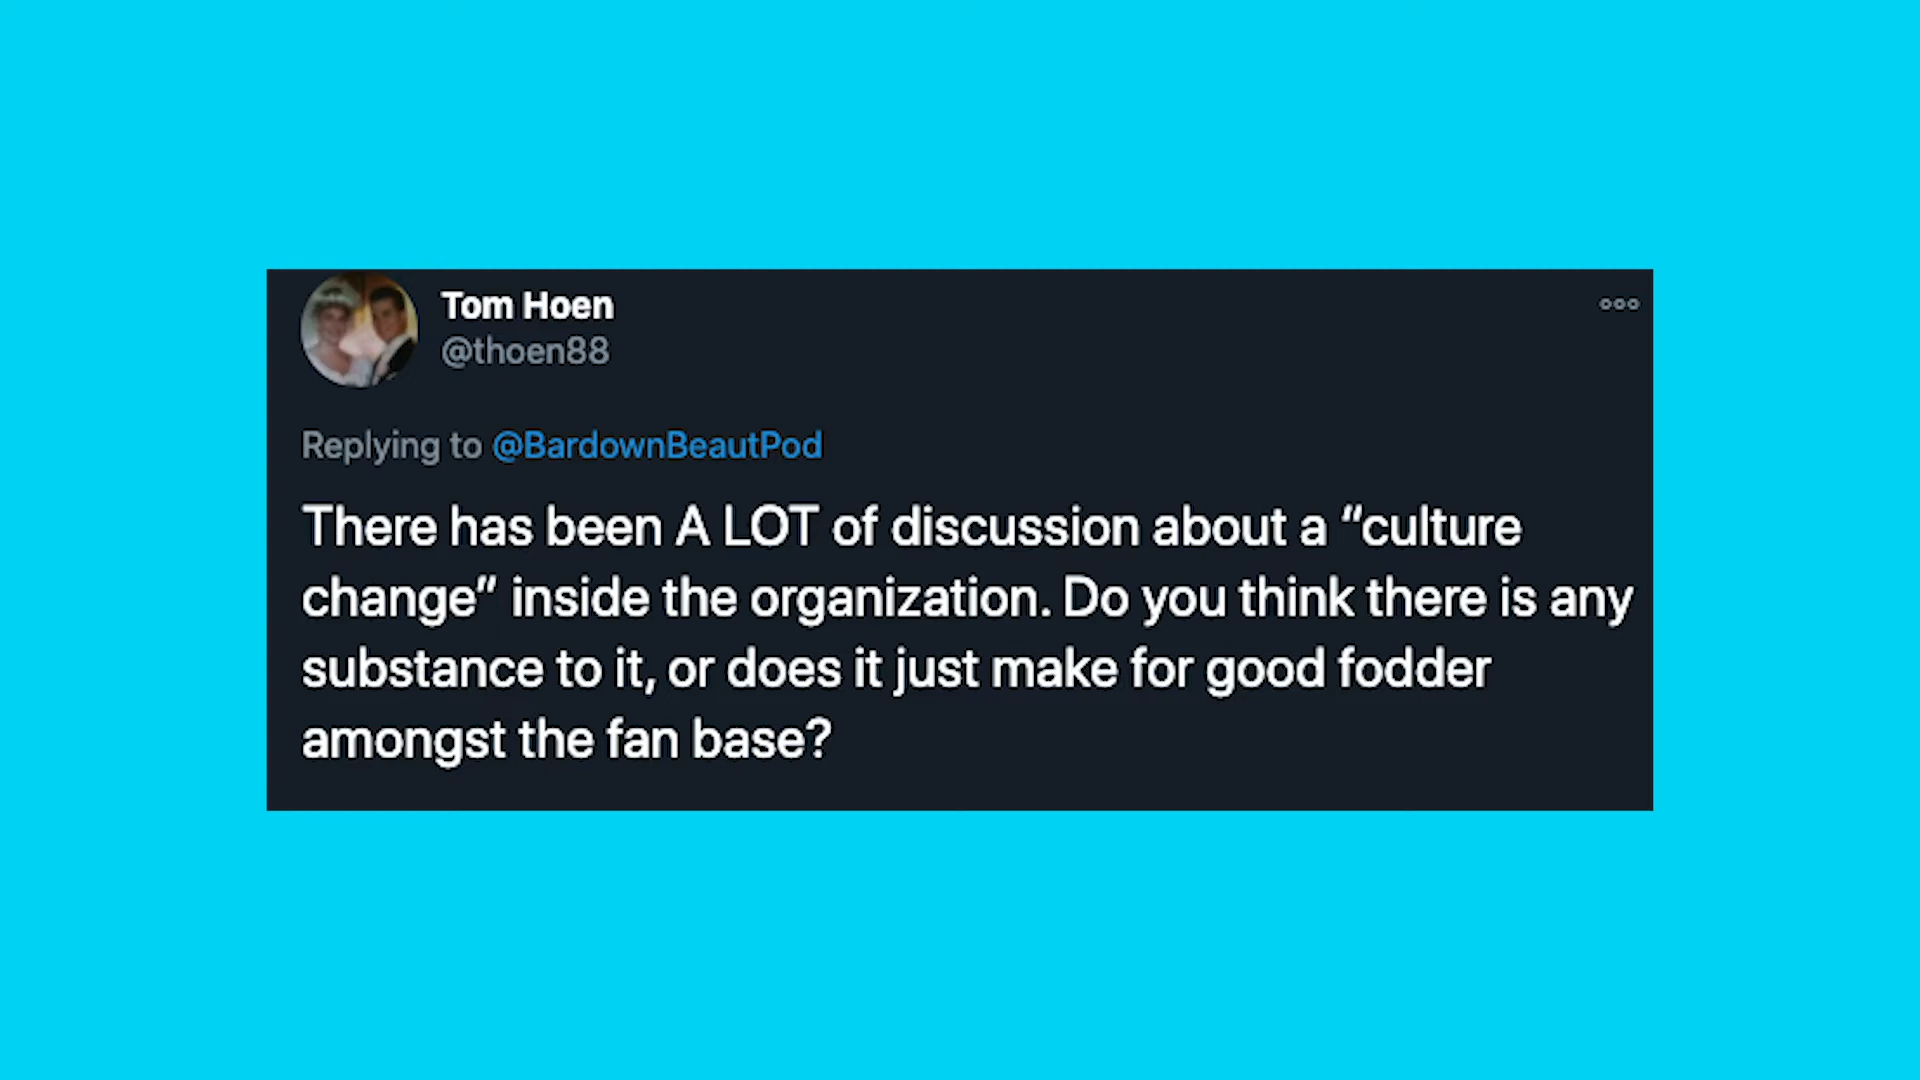 Tom Hoen
@thoen88
Replying to @BardownBeautPod
There has been A LOT of discussion about a “culture
change” inside the organization. Do you think there is any
substance to it, or does it just make for good fodder
amongst the fan base?